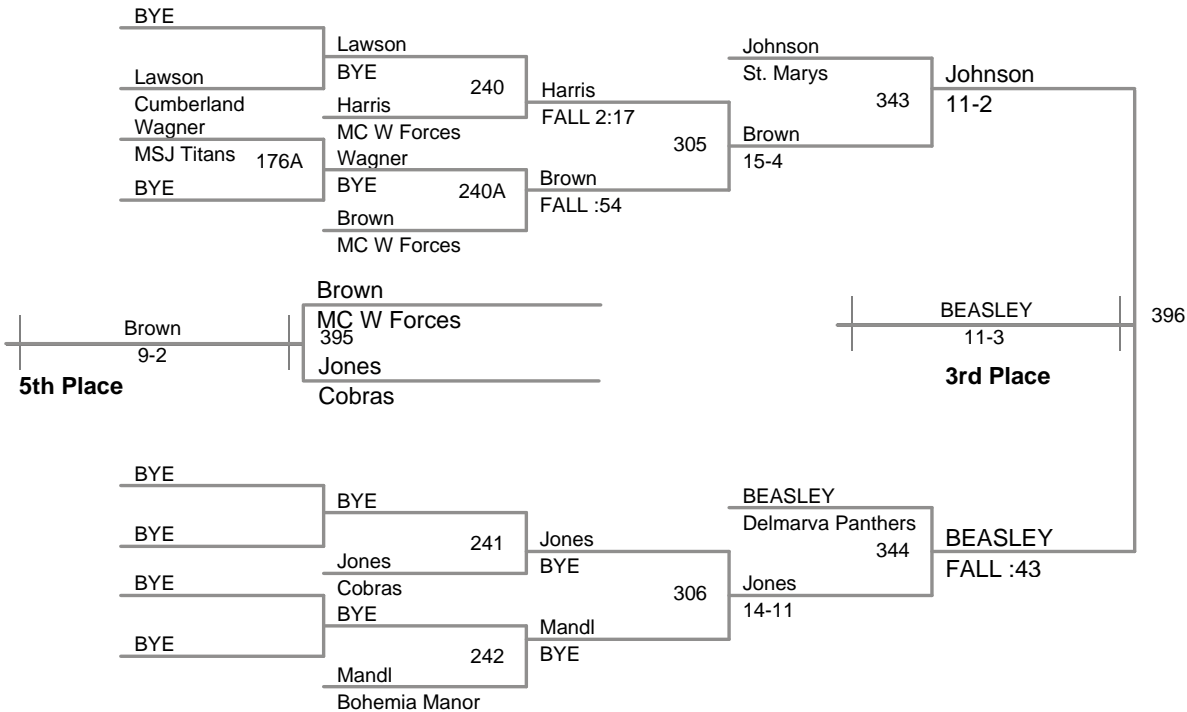 BYE
Lawson
Cumberland
Wagner
MSJ Titans
176A
BYE
Lawson
BYE
240
Harris
MC W Forces
Wagner
BYE
240A
Brown
MC W Forces
Harris
FALL 2:17
305
Brown
FALL :54
Johnson
St. Marys
343
Brown
15-4
Johnson
11-2
Brown
9-2
5th Place
Brown
MC W Forces
395
Jones
Cobras
BEASLEY
11-3
3rd Place
396
BYE
BYE
BYE
BYE
BYE
241
Jones
Cobras
BYE
242
Mandl
Bohemia Manor
Jones
BYE
306
Mandl
BYE
BEASLEY
Delmarva Panthers
344
Jones
14-11
BEASLEY
FALL :43